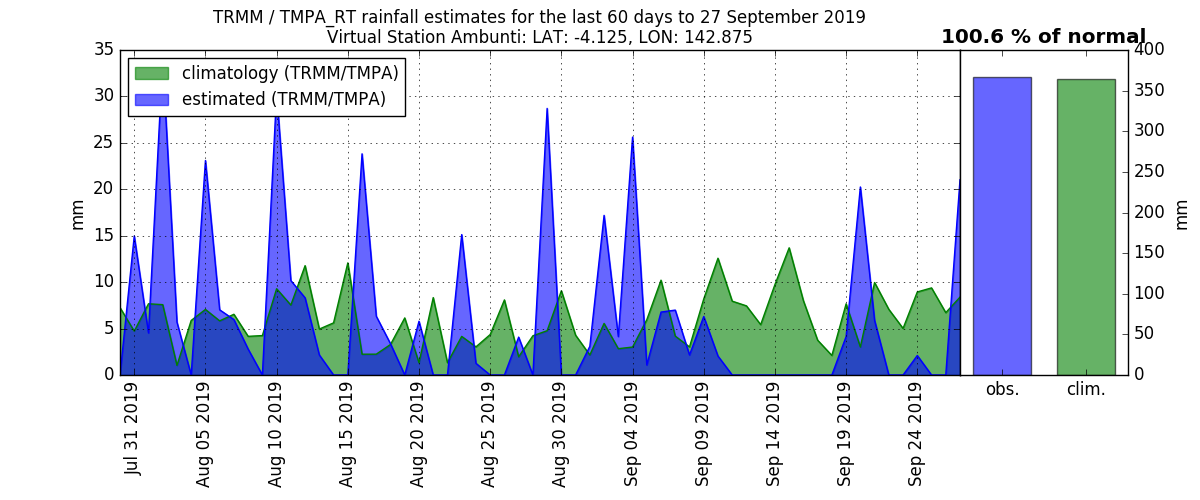 TRMM / TMPA_RT rainfall estimates for the last 60 days to 27 September 2019
Virtual Station Ambunti: LAT: -4.125, LON: 142.875
100.6 % of normal
climatology (TRMM/TMPA)
estimated (TRMM/TMPA)
35
30
25
20
15
10
5
0
mm
Jul 31 2019
Aug 05 2019
Aug 10 2019
Aug 15 2019
Aug 20 2019
Aug 25 2019
Aug 30 2019
Sep 04 2019
Sep 09 2019
Sep 14 2019
Sep 19 2019
Sep 24 2019
obs.
clim.
400
350
300
250
200
150
100
50
0
mm